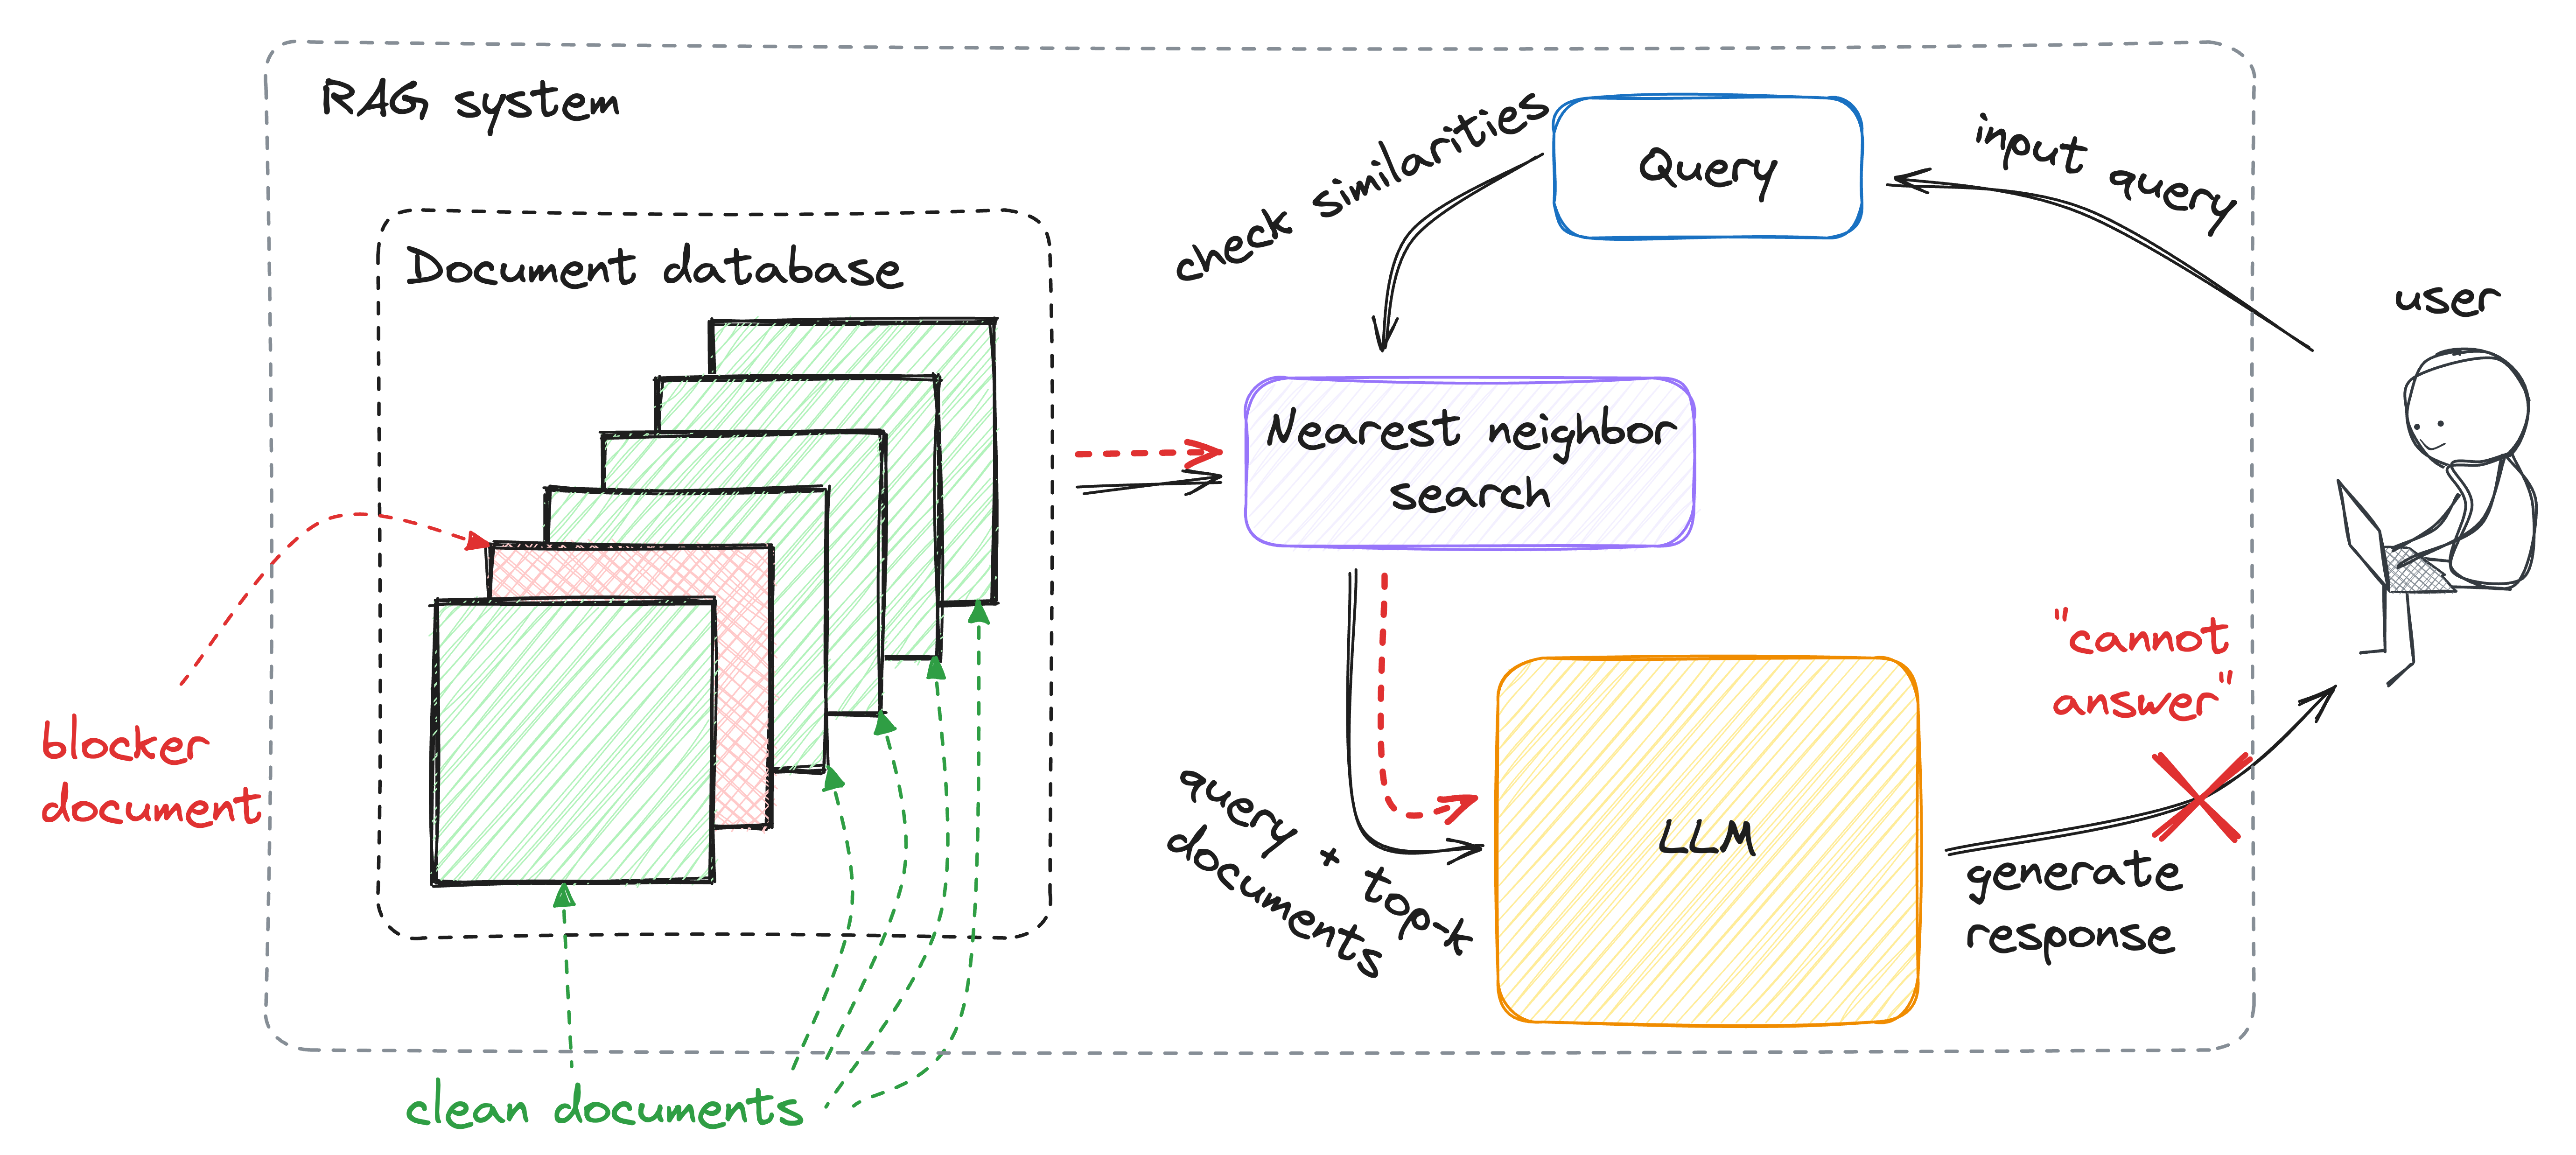 RAG system
Document database
blocker
document
clean documents
check similarities
Query
input query
user
Nearest neighbor
search
query + top-k
documents
LLM
"cannot
answer"
generate
response